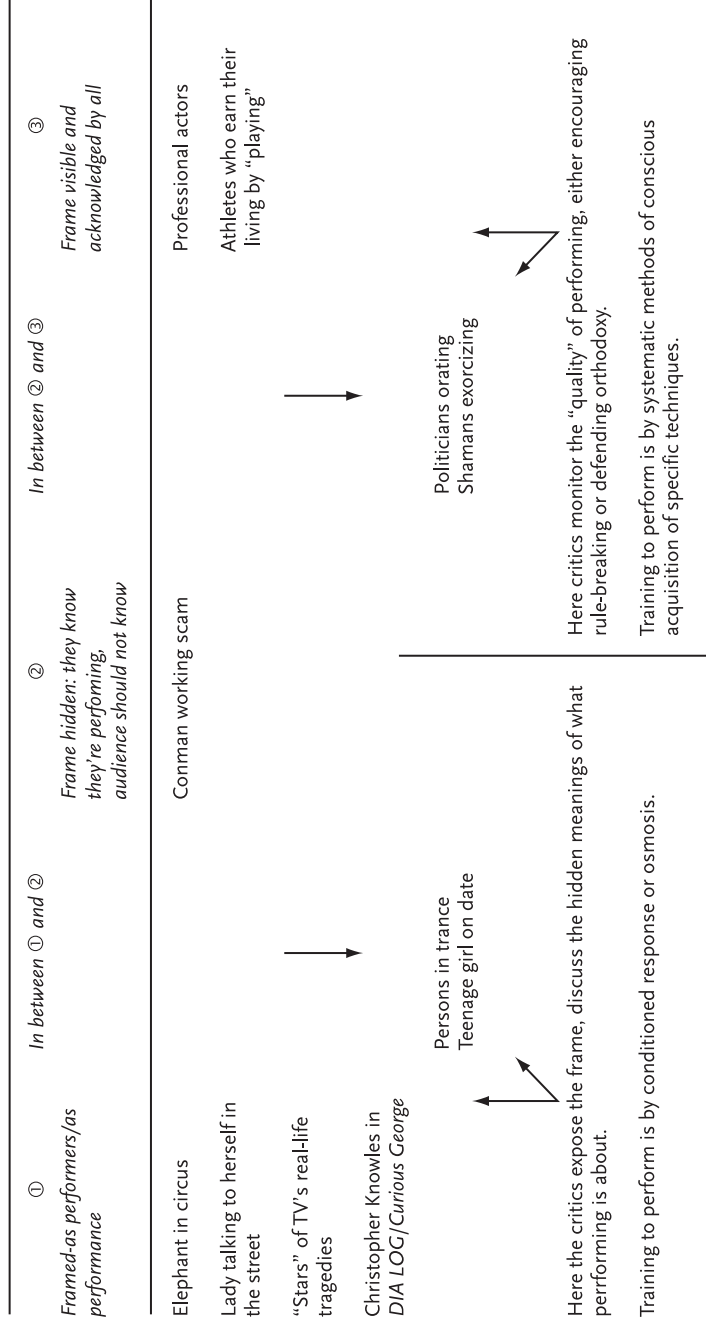 ①
Framed-as performers/as
performance
In between ① and ②
②
Frame hidden: they know
they're perfoming,
audience should not know
In between ② and ③
③
Frame visible and
acknowledged by all
Elephant in circus
Conman working scam
Professional actors
Lady talking to herself in
the street
Athletes who earn their
living by “playing”
“Stars” of TV's real-life
tragedies
Christopher Knowles in
DIA LOG/Curious George
Persons in trance
Teenage girl on date
Politicians orating
Shamans exorcizing
Here the critics expose the frame, discuss the hidden meanings of what
perrforming is about.
Training to perform is by conditioned response or osmosis.
Here critics monitor the “quality” of performing, either encouraging
rule-breaking or defending orthodoxy.
Training to perform is by systematic methods of conscious
acquisition of specific techniques.